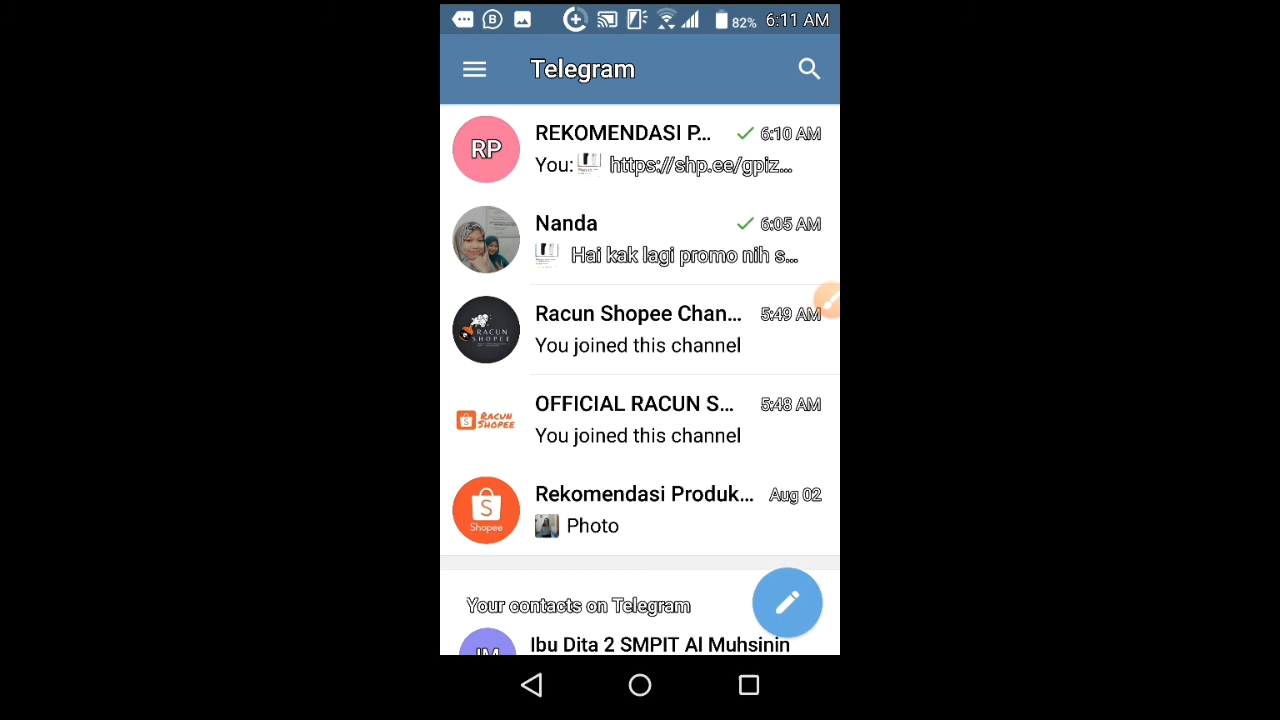 82% 6:11 AM
Telegram
RP
REKOMENDASI P... 6:10 AM
You: https://shp.ee/gpiz...
Nanda 6:05 AM
Hai kak lagi promo nih s...
Racun Shopee Chan... 5:49 AM
RACUN
SHOPEE
You joined this channel
OFFICIAL RACUN S... 5:48 AM
RACUN
SHOPEE
You joined this channel
Rekomendasi Produk... Aug 02
S
Shopee
Photo
Your contacts on Telegram
Ibu Dita 2 SMPIT Al Muhsinin
IM